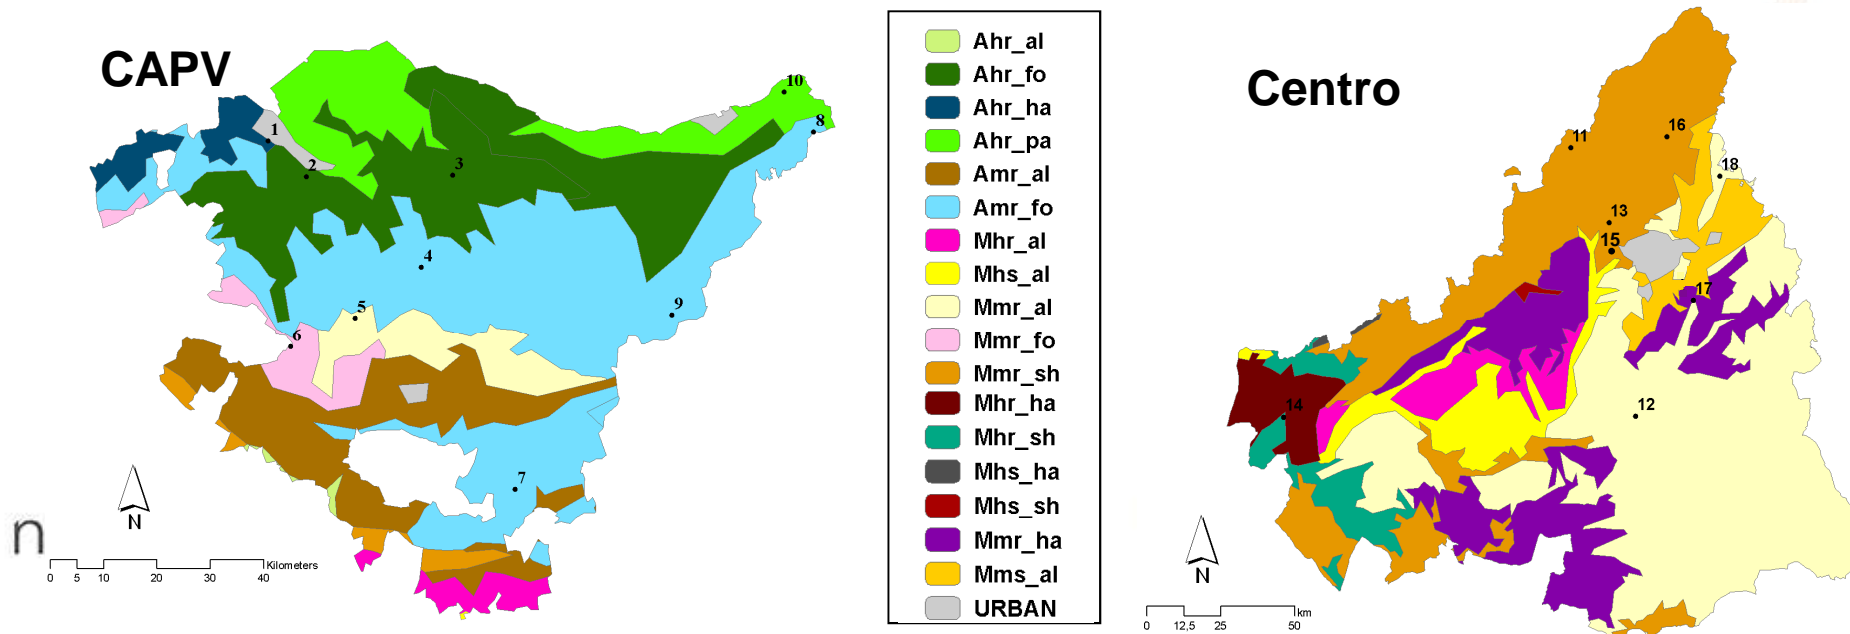 CAPV
1
2
3
4
5
6
7
8
9
10
N
n
0 5 10 20 30 40 Kilometers
Ahr_al
Ahr_fo
Ahr_ha
Ahr_pa
Amr_al
Amr_fo
Mhr_al
Mhs_al
Mmr_al
Mmr_fo
Mmr_sh
Mhr_ha
Mhr_sh
Mhs_ha
Mhs_sh
Mmr_ha
Mms_al
URBAN
Centro
11
16
18
13
15
17
14
12
N
0 12,5 25 50 km